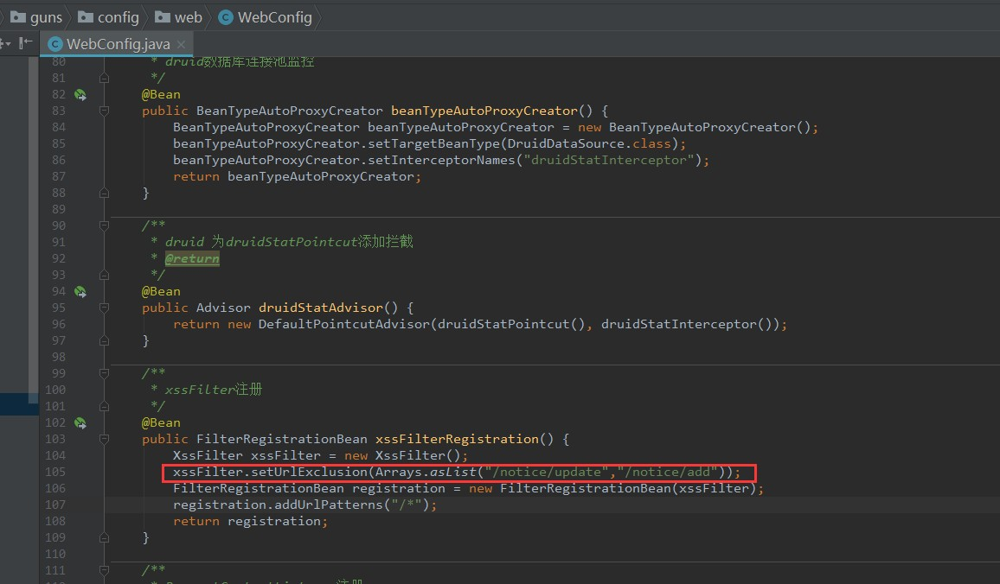 guns config web WebConfig
WebConfig.java
80 * druid数据库连接池监控
81 */
82 @Bean
83 public BeanTypeAutoProxyCreator beanTypeAutoProxyCreator() {
84 BeanTypeAutoProxyCreator beanTypeAutoProxyCreator = new BeanTypeAutoProxyCreator();
85 beanTypeAutoProxyCreator.setTargetBeanType(DruidDataSource.class);
86 beanTypeAutoProxyCreator.setInterceptorNames("druidStatInterceptor");
87 return beanTypeAutoProxyCreator;
88 }
89
90 /**
91 * druid 为druidStatPointcut添加拦截
92 * @return
93 */
94 @Bean
95 public Advisor druidStatAdvisor() {
96 return new DefaultPointcutAdvisor(druidStatPointcut(), druidStatInterceptor());
97 }
98
99 /**
100 * xssFilter注册
101 */
102 @Bean
103 public FilterRegistrationBean xssFilterRegistration() {
104 XssFilter xssFilter = new XssFilter();
105 xssFilter.setUrlExclusion(Arrays.asList("/notice/update","/notice/add"));
106 FilterRegistrationBean registration = new FilterRegistrationBean(xssFilter);
107 registration.addUrlPatterns("/*");
108 return registration;
109 }
110
111 /**